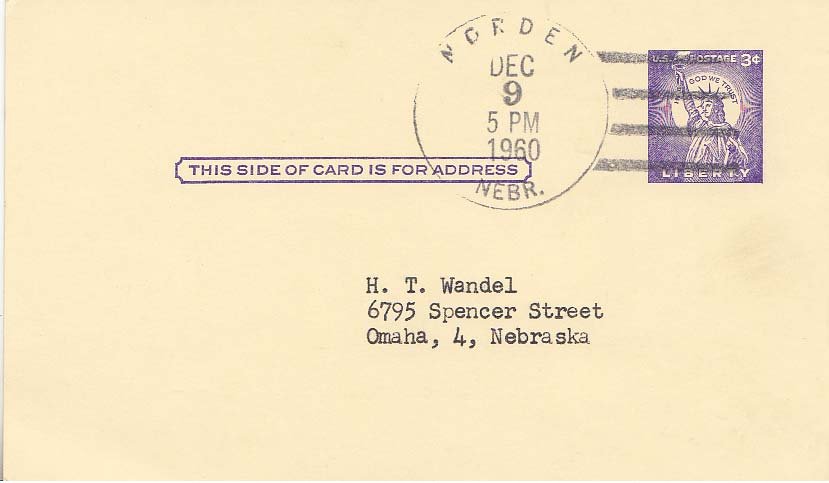 NORDEN
DEC
9
5 PM
1960
NEBR.
U.S. POSTAGE 3¢
IN GOD WE TRUST
LIBERTY
THIS SIDE OF CARD IS FOR ADDRESS
H. T. Wandel
6795 Spencer Street
Omaha, 4, Nebraska